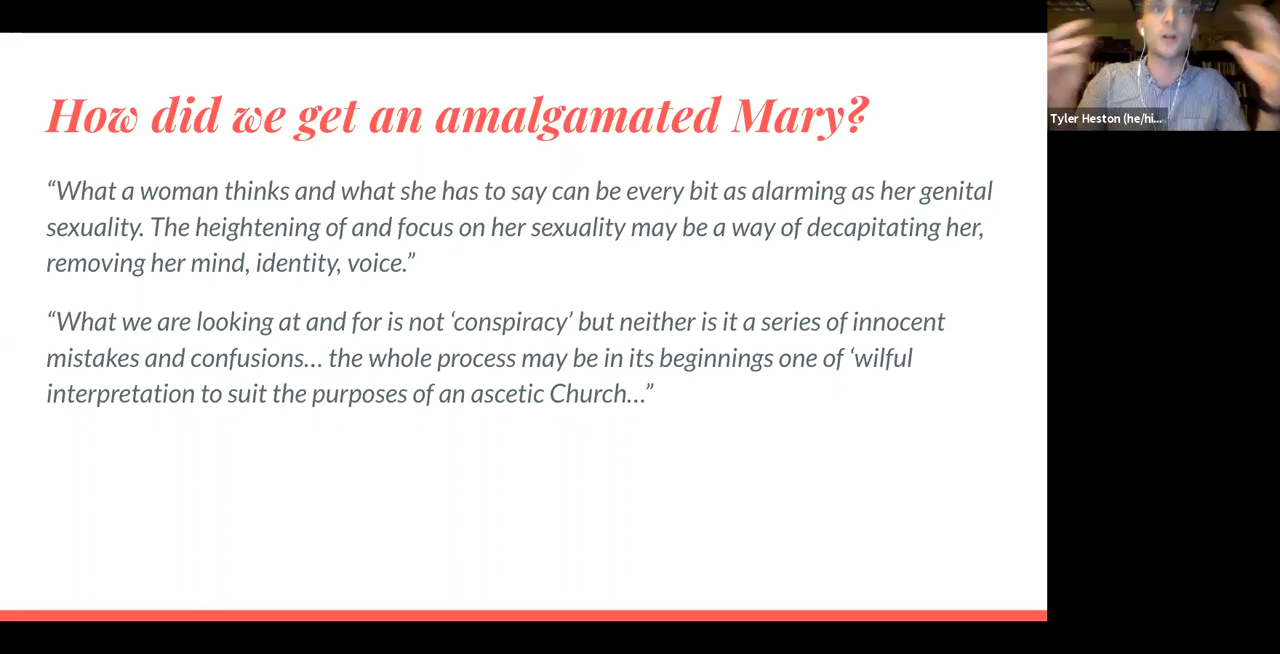 How did we get an amalgamated Mary?
“What a woman thinks and what she has to say can be every bit as alarming as her genital
sexuality. The heightening of and focus on her sexuality may be a way of decapitating her,
removing her mind, identity, voice.”
“What we are looking at and for is not ‘conspiracy’ but neither is it a series of innocent
mistakes and confusions… the whole process may be in its beginnings one of ‘wilful
interpretation to suit the purposes of an ascetic Church…”
Tyler Heston (he/hi...